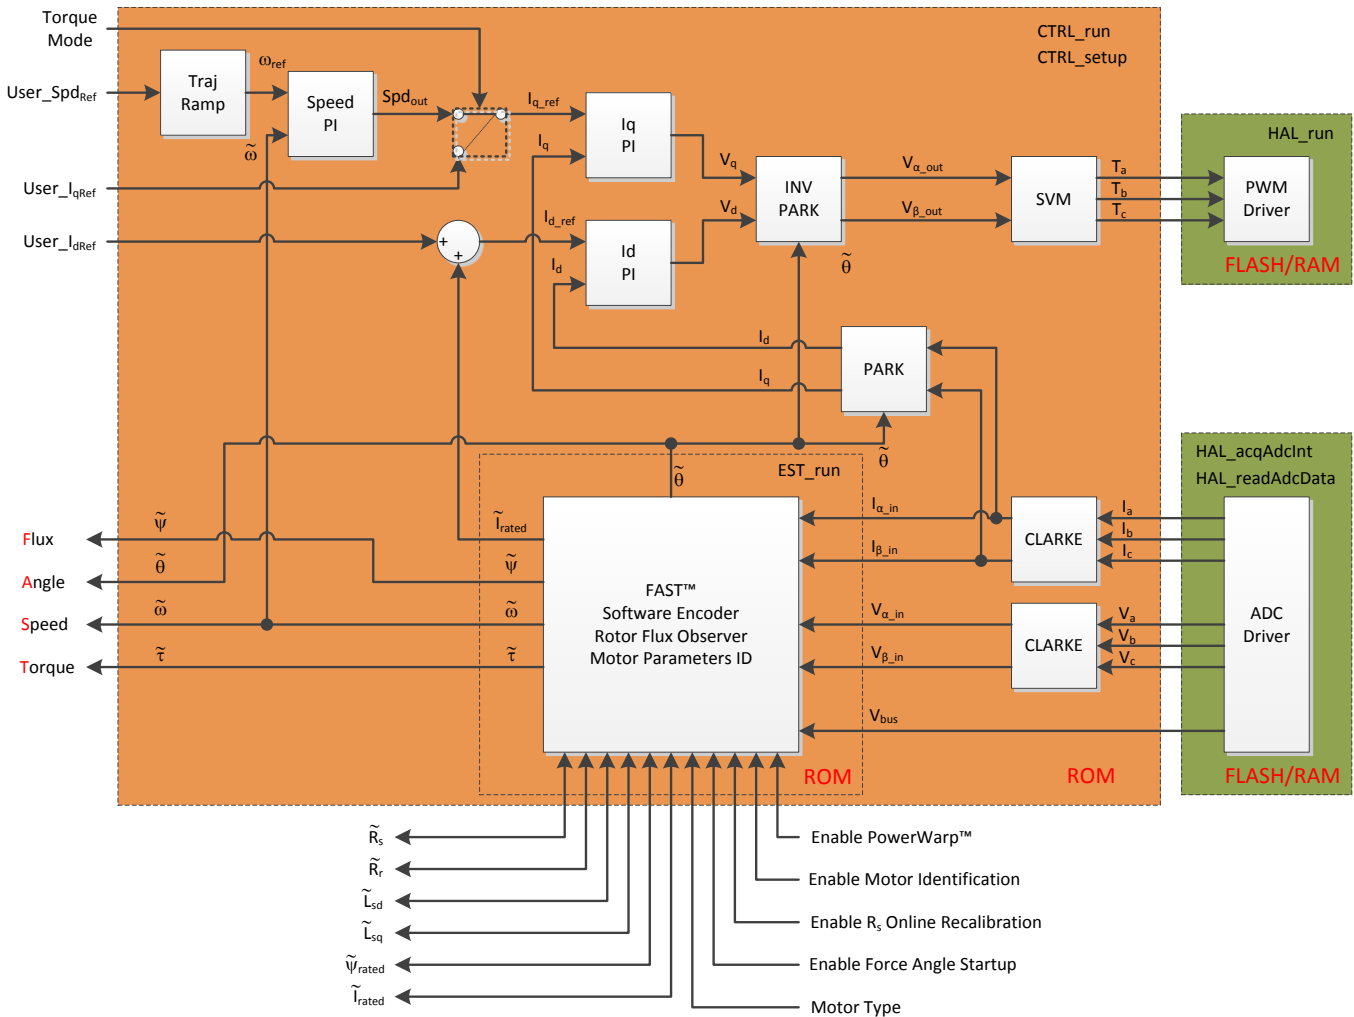 Torque
Mode
CTRL_run
CTRL_setup
User_SpdRef
Traj
Ramp
ωref
Speed
PI
Spdout
Iq_ref
Iq
Iq
PI
Vq
Vd
INV
PARK
Vα_out
Vβ_out
SVM
Ta
Tb
Tc
HAL_run
PWM
Driver
FLASH/RAM
ω̃
User_IqRef
User_IdRef
+
+
Id_ref
Id
Id
PI
θ̃
Id
Iq
PARK
θ̃
θ̃
EST_run
HAL_acqAdcInt
HAL_readAdcData
Ĩrated
ψ̃
ω̃
τ̃
FAST™
Software Encoder
Rotor Flux Observer
Motor Parameters ID
Iα_in
Iβ_in
Vα_in
Vβ_in
Vbus
CLARKE
CLARKE
Ia
Ib
Ic
Va
Vb
Vc
ADC
Driver
Flux
ψ̃
Angle
θ̃
Speed
ω̃
Torque
τ̃
ROM
ROM
FLASH/RAM
R̃s
R̃r
L̃sd
L̃sq
ψ̃rated
Ĩrated
Enable PowerWarp™
Enable Motor Identification
Enable Rs Online Recalibration
Enable Force Angle Startup
Motor Type